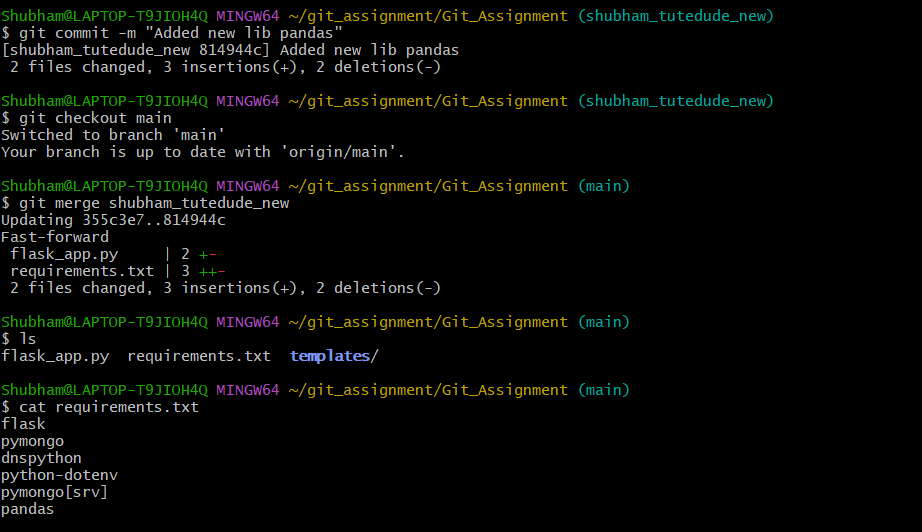 Shubham@LAPTOP-T9JIOH4Q MINGW64 ~/git_assignment/Git_Assignment (shubham_tutedude_new)
$ git commit -m "Added new lib pandas"
[shubham_tutedude_new 814944c] Added new lib pandas
 2 files changed, 3 insertions(+), 2 deletions(-)

Shubham@LAPTOP-T9JIOH4Q MINGW64 ~/git_assignment/Git_Assignment (shubham_tutedude_new)
$ git checkout main
Switched to branch 'main'
Your branch is up to date with 'origin/main'.

Shubham@LAPTOP-T9JIOH4Q MINGW64 ~/git_assignment/Git_Assignment (main)
$ git merge shubham_tutedude_new
Updating 355c3e7..814944c
Fast-forward
 flask_app.py     | 2 +-
 requirements.txt | 3 ++-
 2 files changed, 3 insertions(+), 2 deletions(-)

Shubham@LAPTOP-T9JIOH4Q MINGW64 ~/git_assignment/Git_Assignment (main)
$ ls
flask_app.py  requirements.txt  templates/

Shubham@LAPTOP-T9JIOH4Q MINGW64 ~/git_assignment/Git_Assignment (main)
$ cat requirements.txt
flask
pymongo
dnspython
python-dotenv
pymongo[srv]
pandas